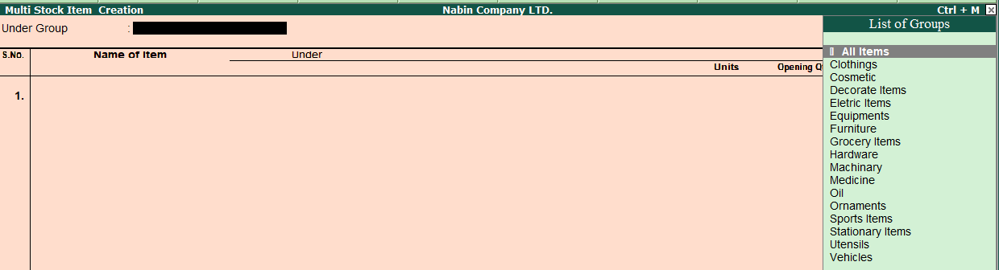 Multi Stock Item Creation Nabin Company LTD. Ctrl + M
Under Group :
List of Groups
S.No. Name of Item Under
Units Opening
1.
All Items
Clothings
Cosmetic
Decorate Items
Eletric Items
Equipments
Furniture
Grocery Items
Hardware
Machinary
Medicine
Oil
Ornaments
Sports Items
Stationary Items
Utensils
Vehicles